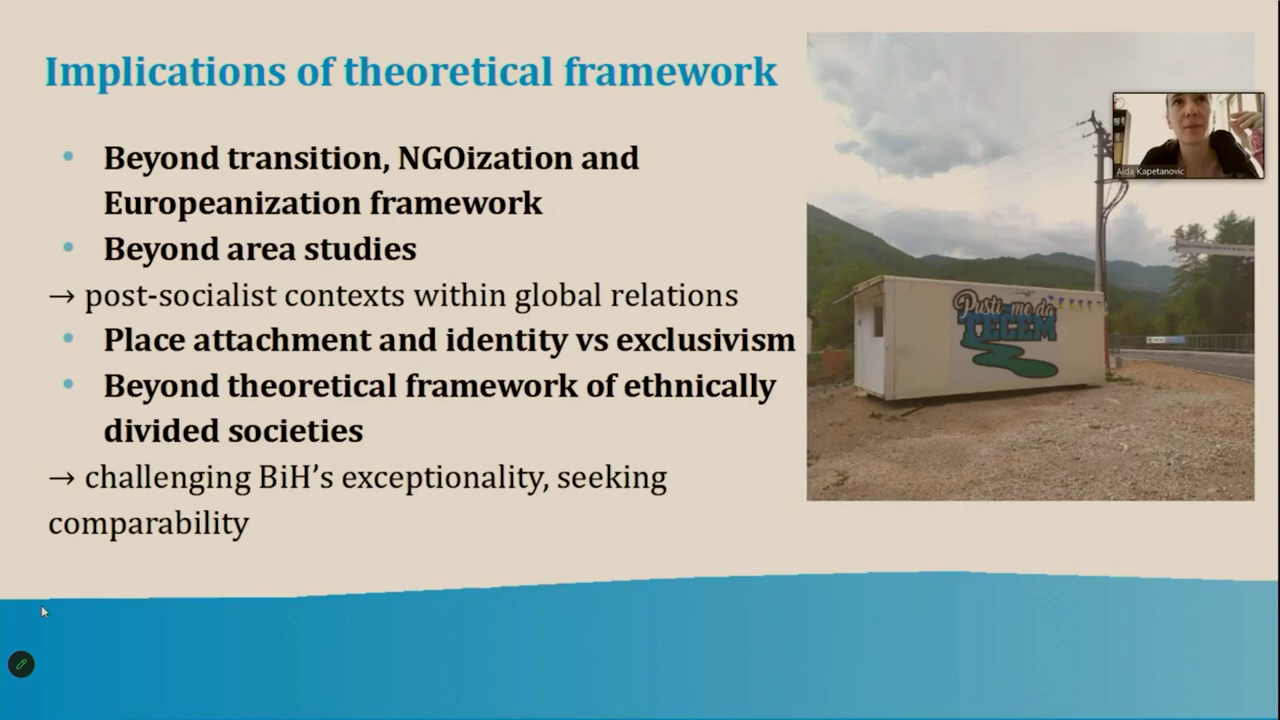 Implications of theoretical framework
• Beyond transition, NGOization and
Europeanization framework
• Beyond area studies
→ post-socialist contexts within global relations
• Place attachment and identity vs exclusivism
• Beyond theoretical framework of ethnically
divided societies
→ challenging BiH’s exceptionality, seeking
comparability
Aida Kapetanovic
Pusti me da
TEČEM